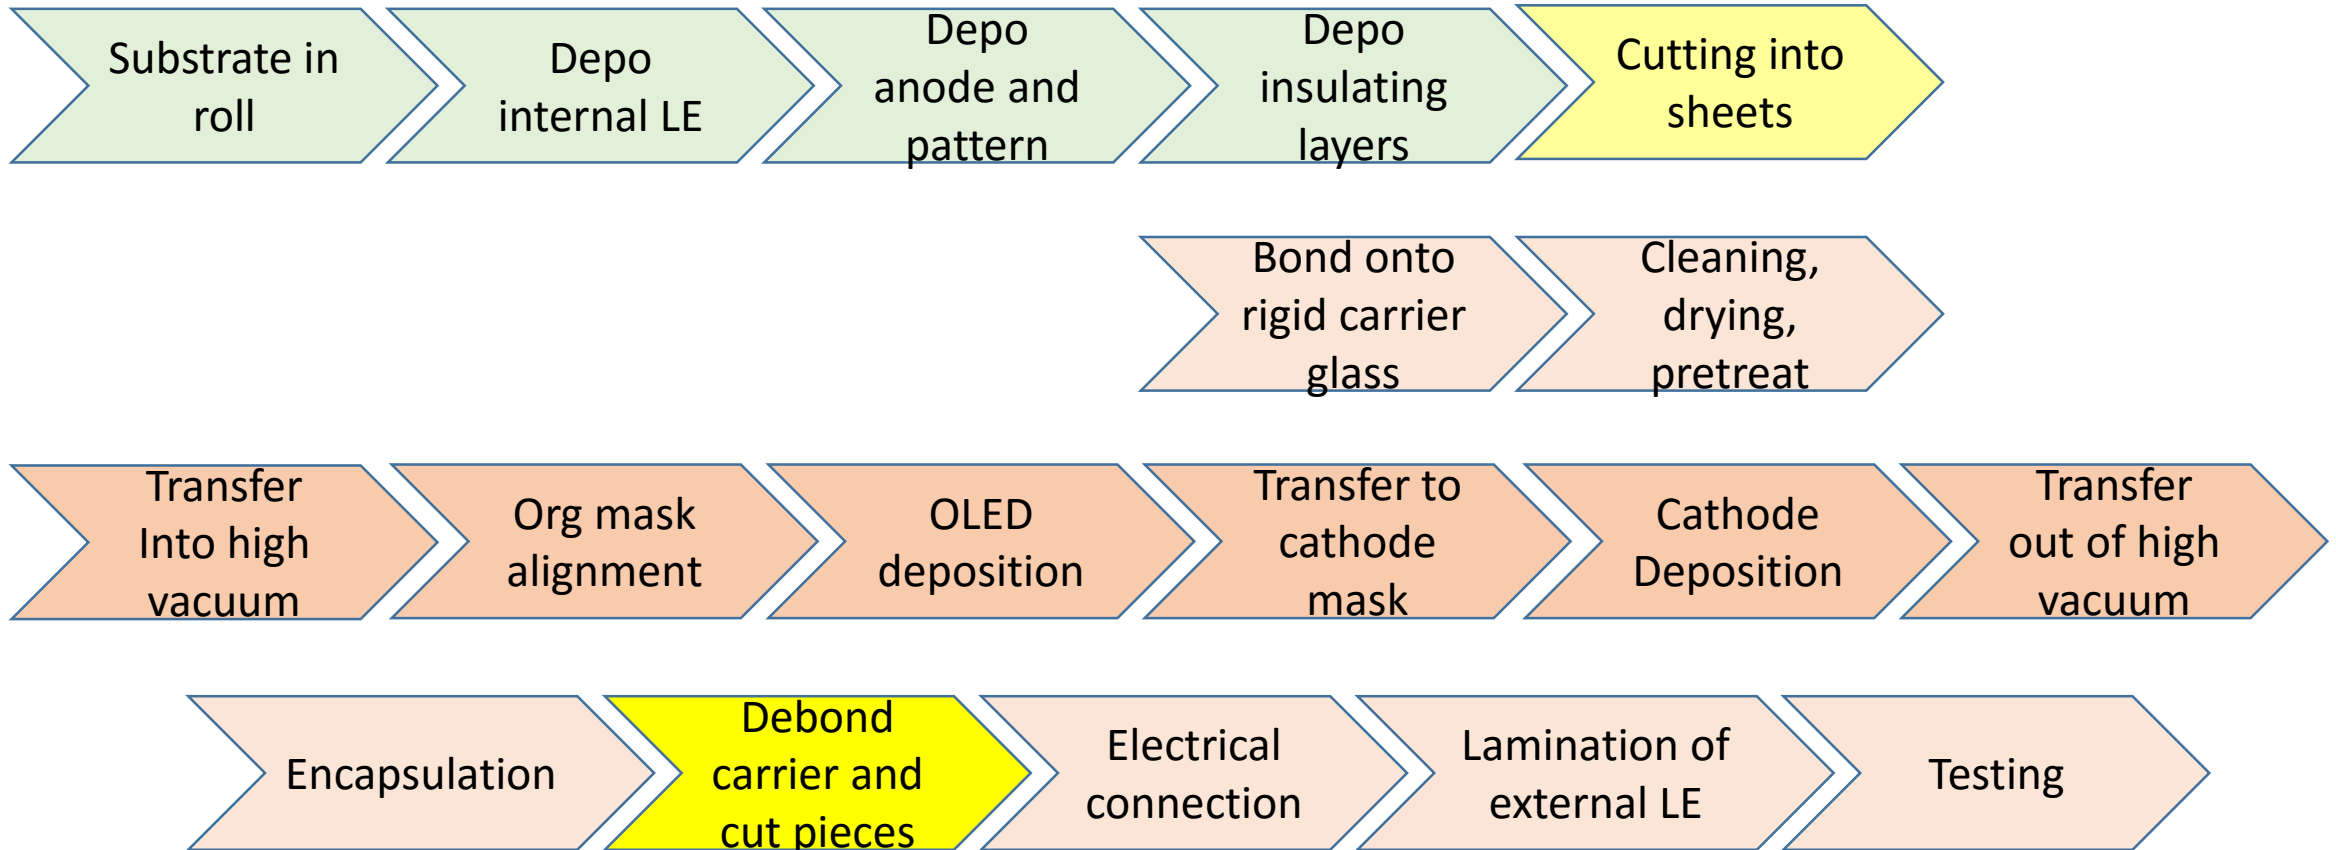 Substrate in
roll
Depo
internal LE
Depo
anode and
pattern
Depo
insulating
layers
Cutting into
sheets
Bond onto
rigid carrier
glass
Cleaning,
drying,
pretreat
Transfer
Into high
vacuum
Org mask
alignment
OLED
deposition
Transfer to
cathode
mask
Cathode
Deposition
Transfer
out of high
vacuum
Encapsulation
Debond
carrier and
cut pieces
Electrical
connection
Lamination of
external LE
Testing